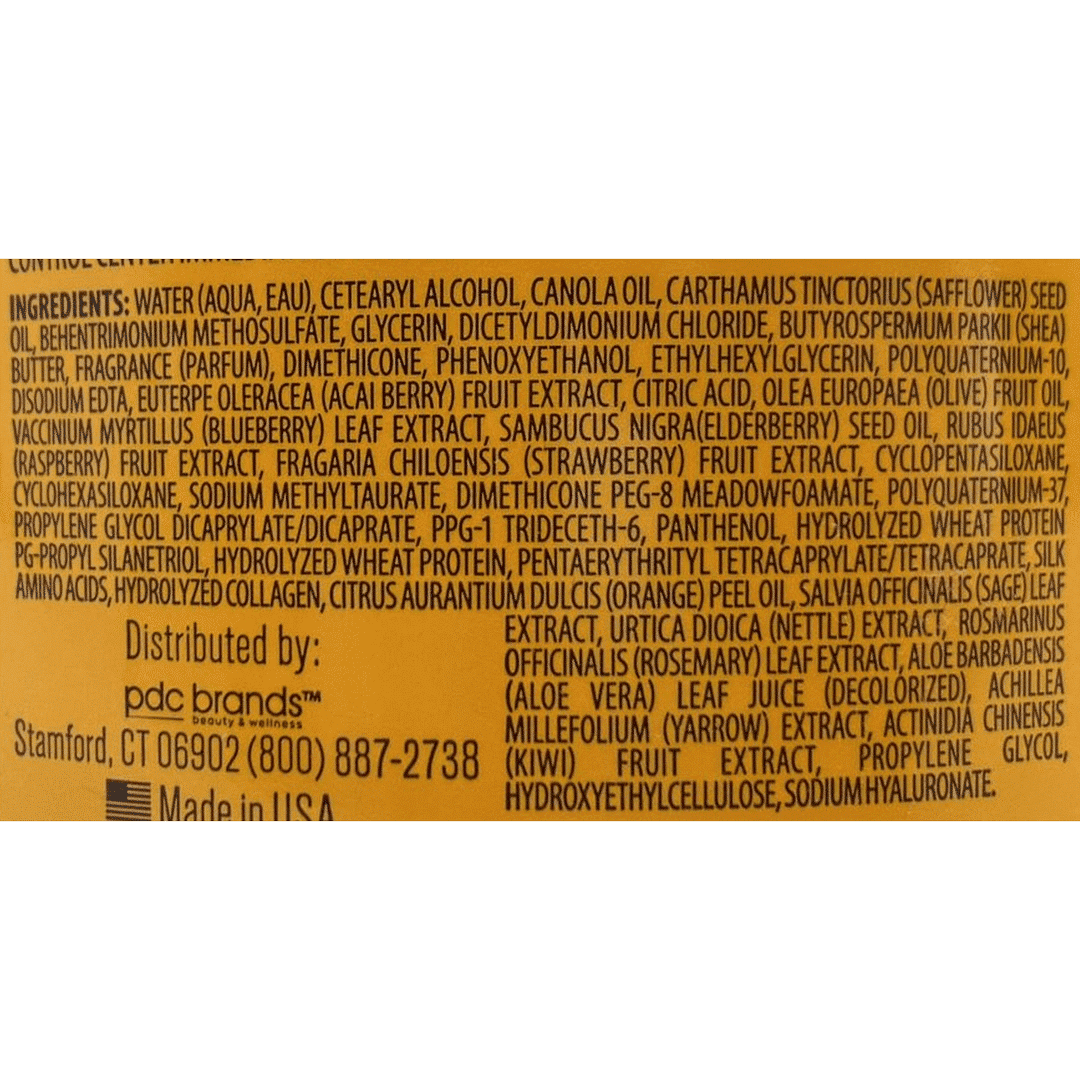 INGREDIENTS: WATER (AQUA, EAU), CETEARYL ALCOHOL, CANOLA OIL, CARTHAMUS TINCTORIUS (SAFFLOWER) SEED
OIL, BEHENTRIMONIUM METHOSULFATE, GLYCERIN, DICETYLDIMONIUM CHLORIDE, BUTYROSPERMUM PARKII (SHEA)
BUTTER, FRAGRANCE (PARFUM), DIMETHICONE, PHENOXYETHANOL, ETHYLHEXYLGLYCERIN, POLYQUATERNIUM-10,
DISODIUM EDTA, EUTERPE OLERACEA (ACAI BERRY) FRUIT EXTRACT, CITRIC ACID, OLEA EUROPAEA (OLIVE) FRUIT OIL,
VACCINIUM MYRTILLUS (BLUEBERRY) LEAF EXTRACT, SAMBUCUS NIGRA(ELDERBERRY) SEED OIL, RUBUS IDAEUS
(RASPBERRY) FRUIT EXTRACT, FRAGARIA CHILOENSIS (STRAWBERRY) FRUIT EXTRACT, CYCLOPENTASILOXANE,
CYCLOHEXASILOXANE, SODIUM METHYLTAURATE, DIMETHICONE PEG-8 MEADOWFOAMATE, POLYQUATERNIUM-37,
PROPYLENE GLYCOL DICAPRYLATE/DICAPRATE, PPG-1 TRIDECETH-6, PANTHENOL, HYDROLYZED WHEAT PROTEIN
PG-PROPYL SILANETRIOL, HYDROLYZED WHEAT PROTEIN, PENTAERYTHRITYL TETRACAPRYLATE/TETRACAPRATE, SILK
AMINO ACIDS, HYDROLYZED COLLAGEN, CITRUS AURANTIUM DULCIS (ORANGE) PEEL OIL, SALVIA OFFICINALIS (SAGE) LEAF
EXTRACT, URTICA DIOICA (NETTLE) EXTRACT, ROSMARINUS
OFFICINALIS (ROSEMARY) LEAF EXTRACT, ALOE BARBADENSIS
(ALOE VERA) LEAF JUICE (DECOLORIZED), ACHILLEA
MILLEFOLIUM (YARROW) EXTRACT, ACTINIDIA CHINENSIS
(KIWI) FRUIT EXTRACT, PROPYLENE GLYCOL,
HYDROXYETHYLCELLULOSE, SODIUM HYALURONATE.
Distributed by:
pdc brands™
beauty & wellness
Stamford, CT 06902 (800) 887-2738
Made in USA